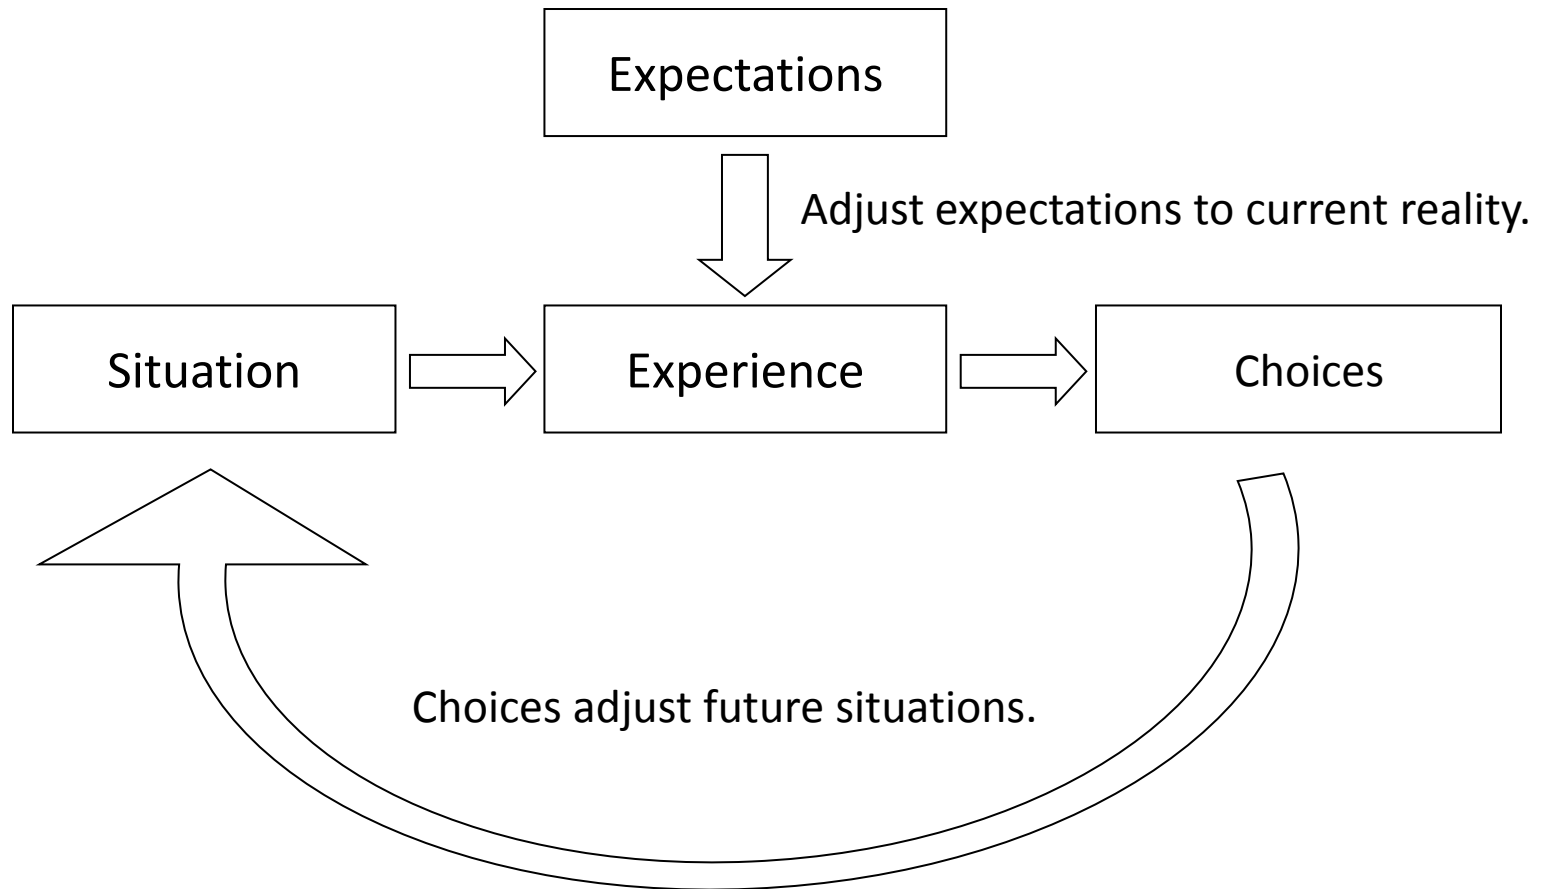 Expectations
Adjust expectations to current reality.
Situation
Experience
Choices
Choices adjust future situations.